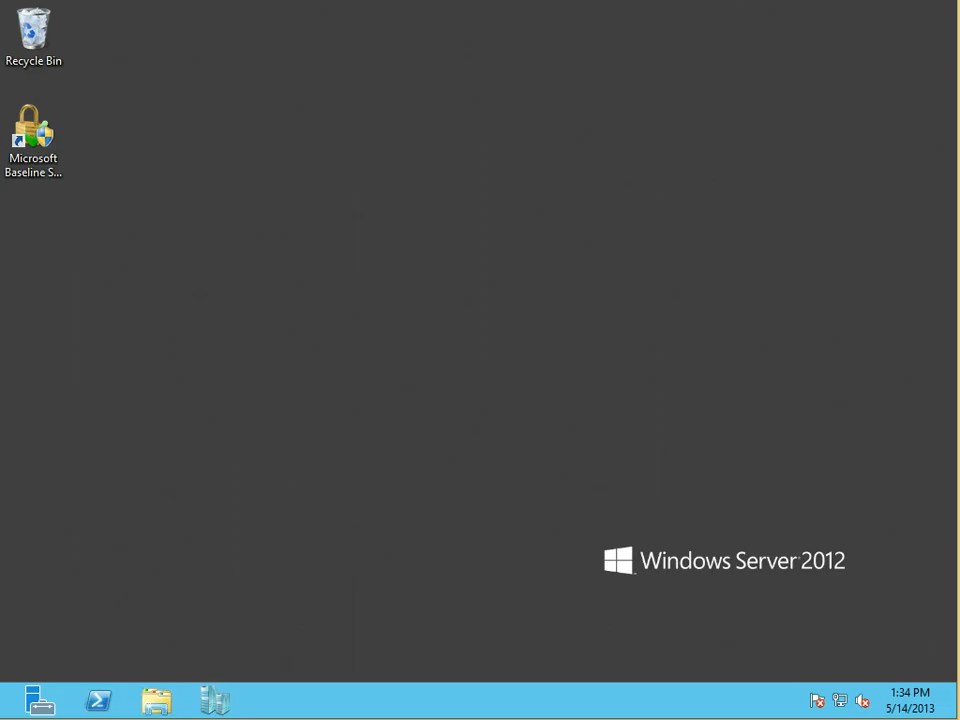 Recycle Bin
Microsoft
Baseline S...
Windows Server 2012
1:34 PM
5/14/2013